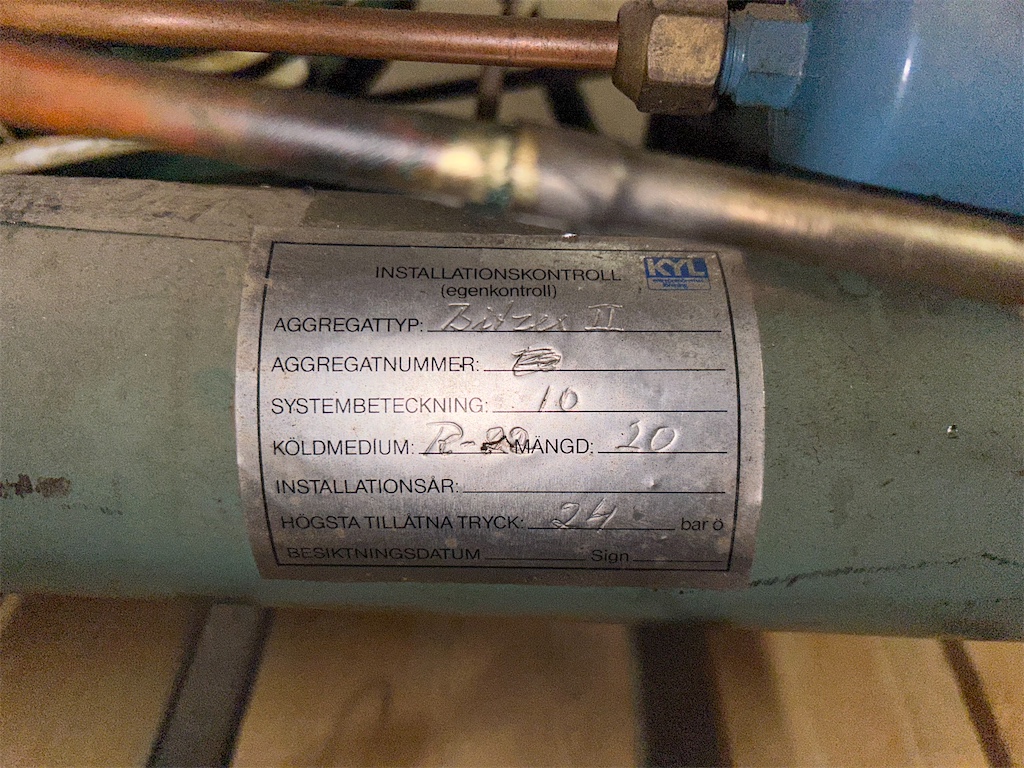 INSTALLATIONSKONTROLL
(egenkontroll)
KYL
AGGREGATTYP: Bitzer II
AGGREGATNUMMER:
SYSTEMBETECKNING: 10
KÖLDMEDIUM: R-22 MÄNGD: 20
INSTALLATIONSÅR:
HÖGSTA TILLÅTNA TRYCK: 24 bar ö
BESIKTNINGSDATUM Sign